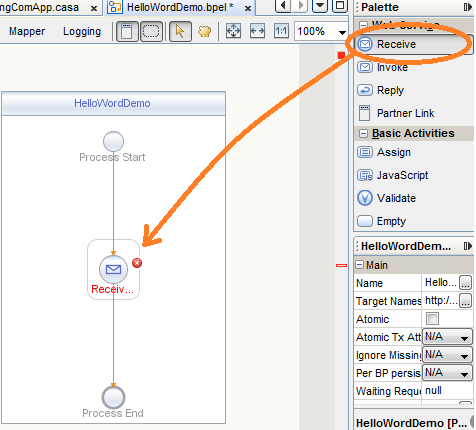 ngComApp.casa
HelloWordDemo.bpel *
Mapper
Logging
1:1
100%
Palette
Web Service
Receive
Invoke
Reply
Partner Link
Basic Activities
Assign
JavaScript
Validate
Empty
HelloWordDemo
Process Start
Receiv...
Process End
HelloWordDem...
Main
Name Hello... ...
Target Names http:/... ...
Atomic
Atomic Tx Att N/A
Ignore Missing N/A
Per BP persis N/A
Waiting Reque null
HelloWordDemo [P...